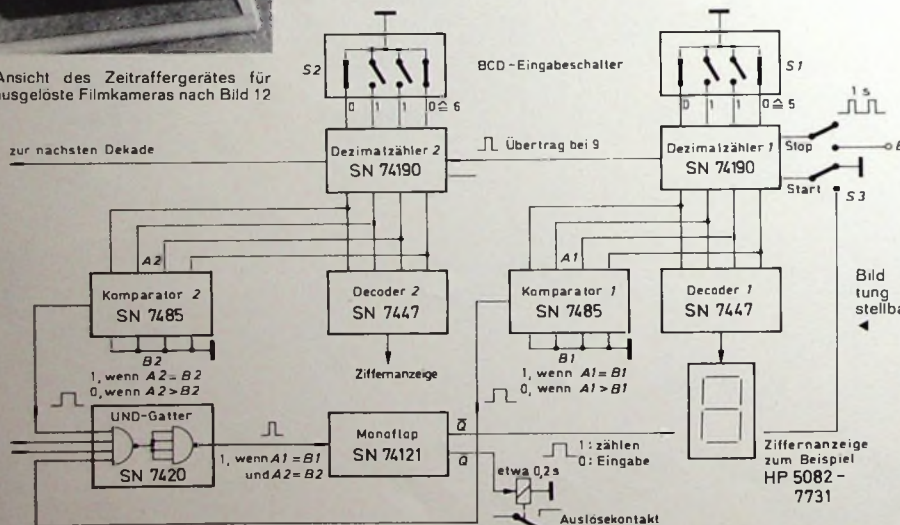 Ansicht des Zeitraffergerätes für
ausgelöste Filmkameras nach Bild 12
S2
BCD-Eingabeschalter
S1
0 1 1 0≙6
0 1 1 0≙5
1 s
zur nächsten Dekade
Dezimalzähler 2
SN 74190
Übertrag bei 9
Dezimalzähler 1
SN 74190
Stop
Start
S3
A2
A1
Komparator 2
SN 7485
Decoder 2
SN 7447
Komparator 1
SN 7485
Decoder 1
SN 7447
Bild
tung
stellba
B2
1, wenn A2=B2
0, wenn A2>B2
Ziffernanzeige
B1
1, wenn A1=B1
0, wenn A1>B1
UND-Gatter
SN 7420
1, wenn A1=B1
und A2=B2
Monoflop
SN 74121
Q̅
Q
1: zählen
0: Eingabe
etwa 0,2s
Auslösekontakt
Ziffernanzeige
zum Beispiel
HP 5082-
7731